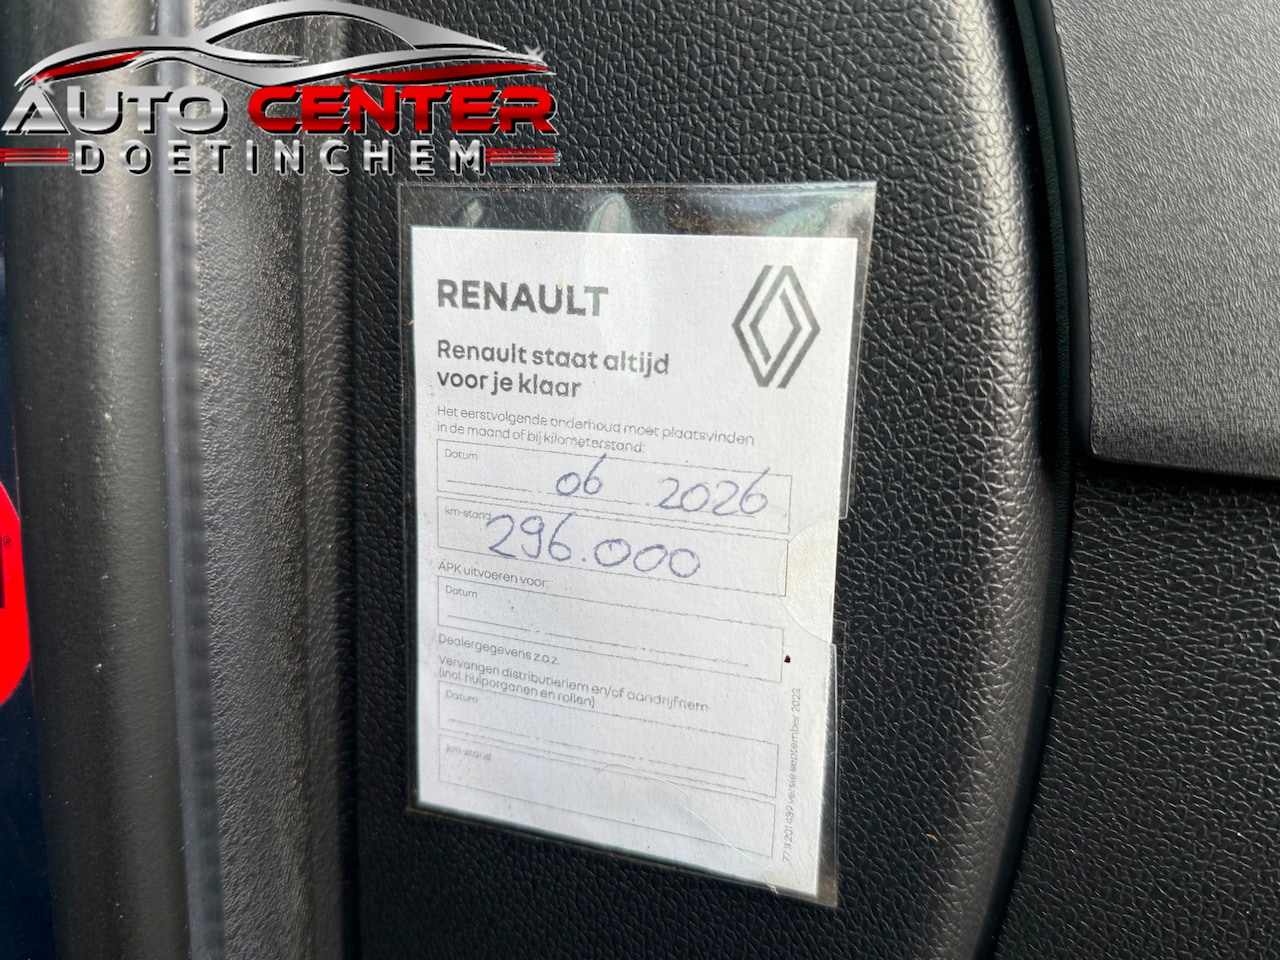 AUTO CENTER
DOETINCHEM
RENAULT
Renault staat altijd
voor je klaar
Het eerstvolgende onderhoud moet plaatsvinden
in de maand of bij kilometerstand:
Datum
06 2026
km-stand
296.000
APK uitvoeren voor:
Datum
Dealergegevens z.o.z.
Vervangen distributieriem en/of aandrijfriem
(incl. hulporganen en rollen)
Datum
km-stand
versie september 2023
®